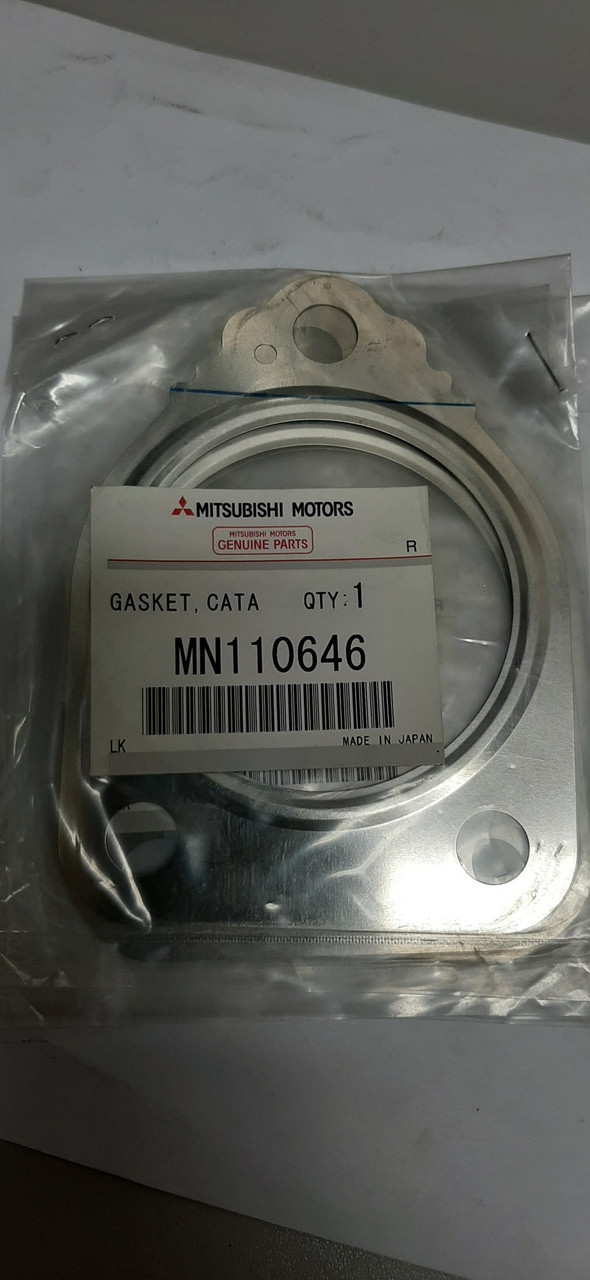 MITSUBISHI MOTORS
MITSUBISHI MOTORS
GENUINE PARTS
R
GASKET, CATA QTY:1
MN110646
LK MADE IN JAPAN
R